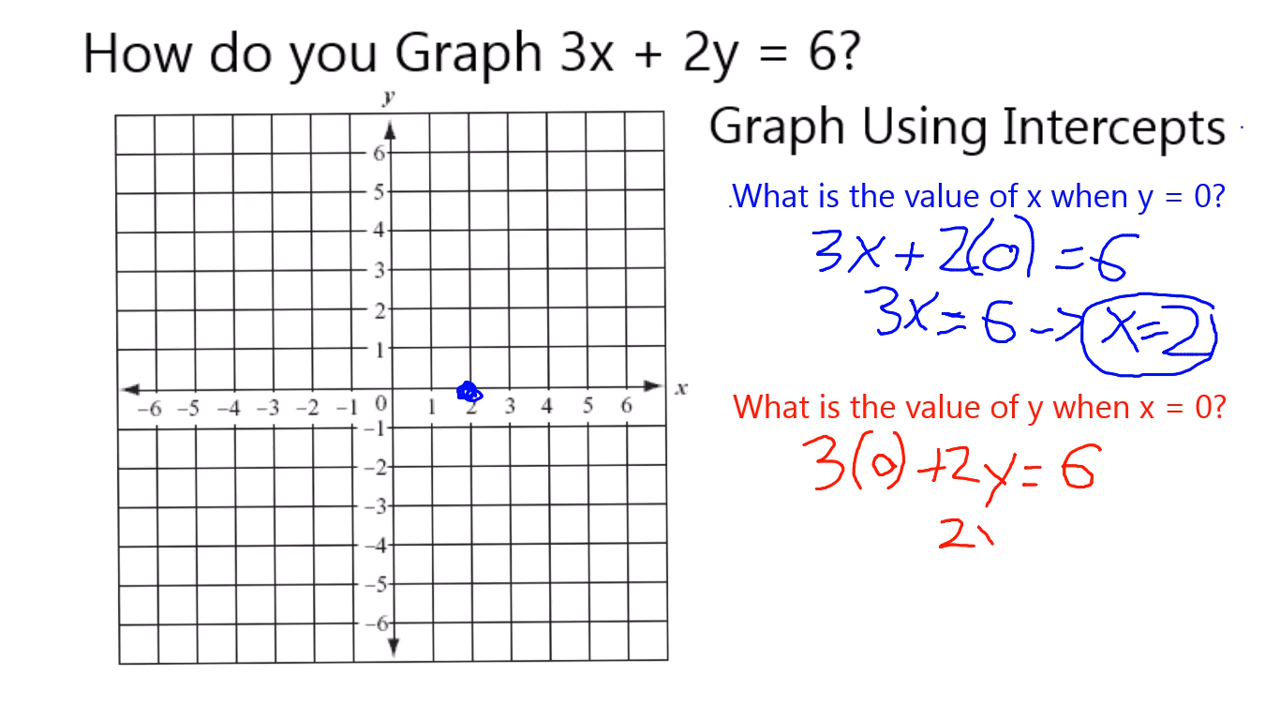 How do you Graph 3x + 2y = 6?
y
Graph Using Intercepts
What is the value of x when y = 0?
3x + 2(0) = 6
3x = 6 -> x = 2
6
5
4
3
2
1
-6 -5 -4 -3 -2 -1 0 1 2 3 4 5 6 x
-1
-2
-3
-4
-5
-6
What is the value of y when x = 0?
3(0) + 2y = 6
2